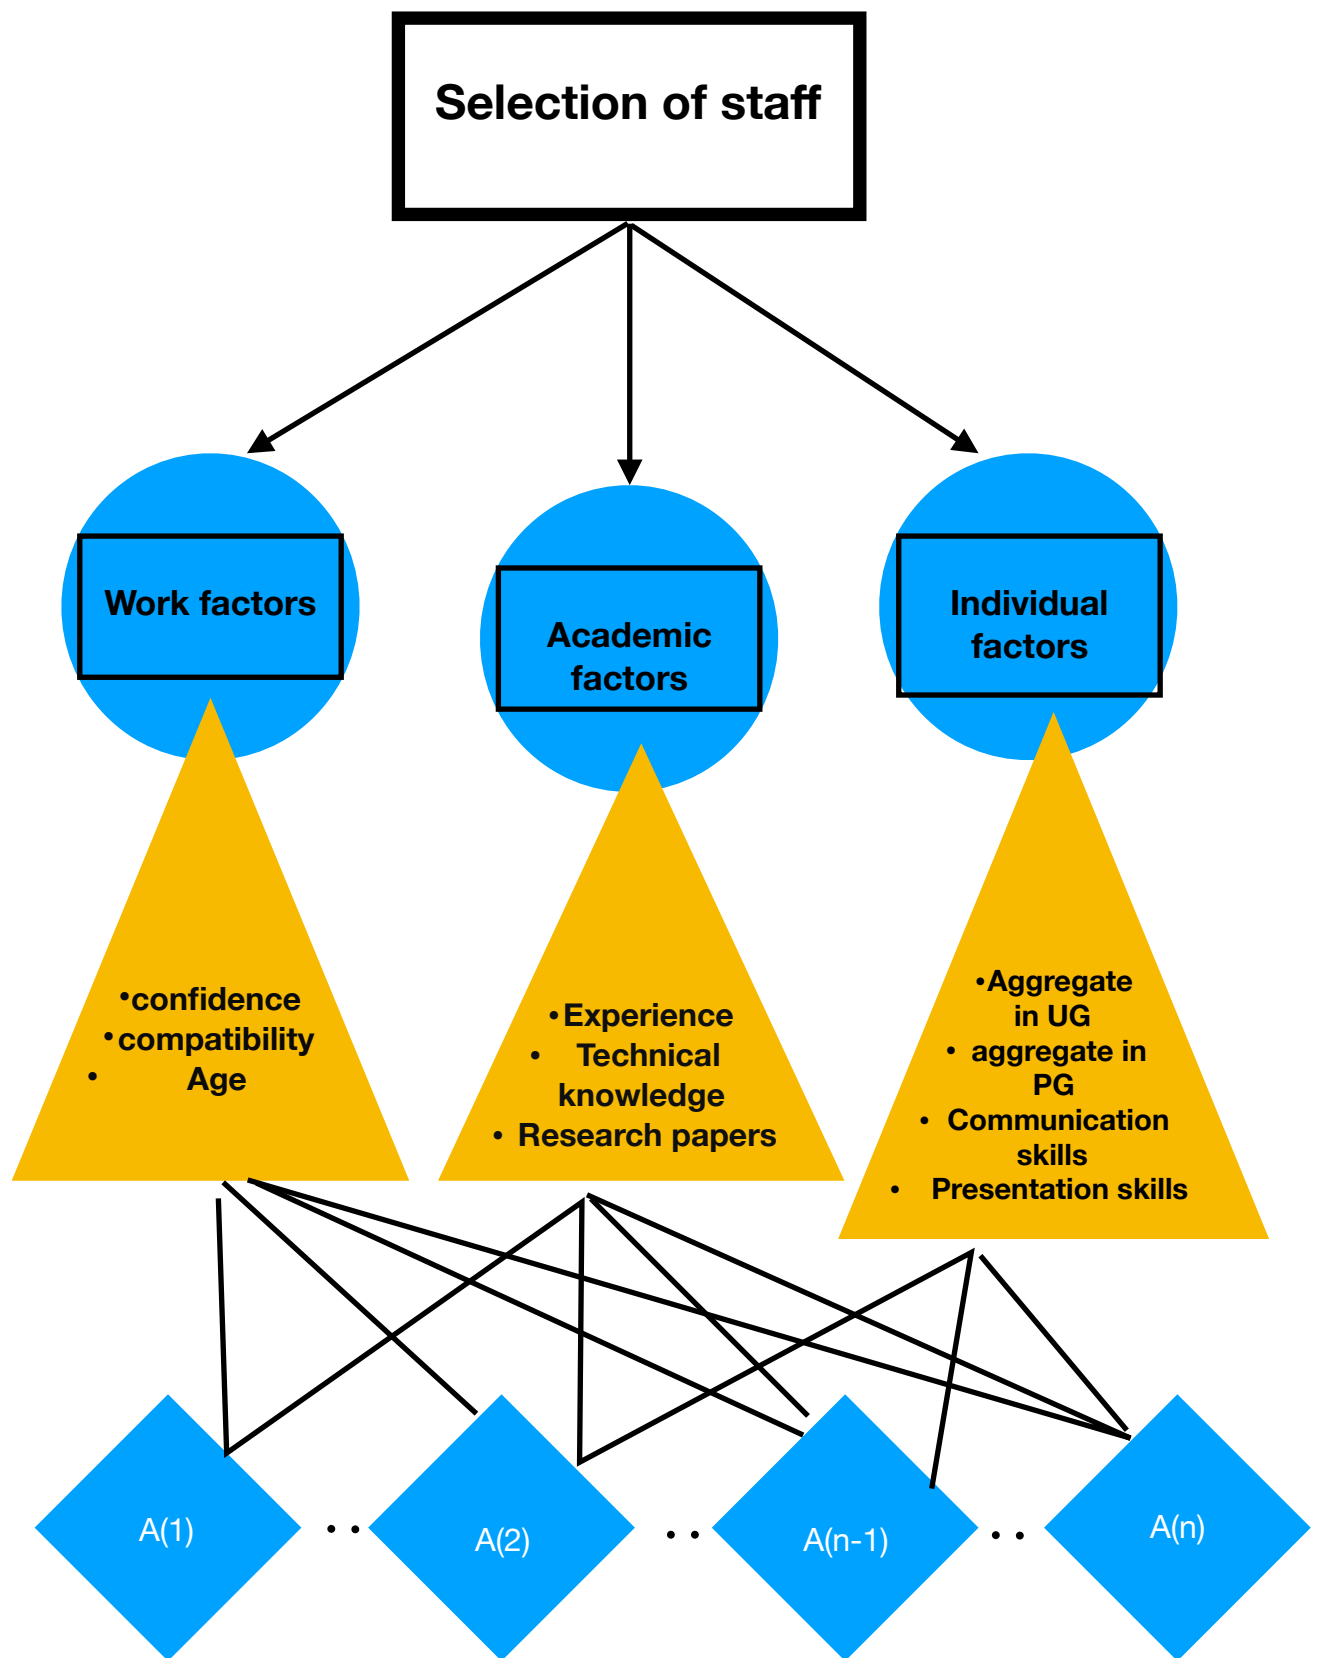 Selection of staff
Work factors
Academic
factors
Individual
factors
•confidence
•compatibility
• Age
•Experience
• Technical
knowledge
• Research papers
•Aggregate
in UG
• aggregate in
PG
• Communication
skills
• Presentation skills
A(1)
..
A(2)
..
A(n-1)
..
A(n)